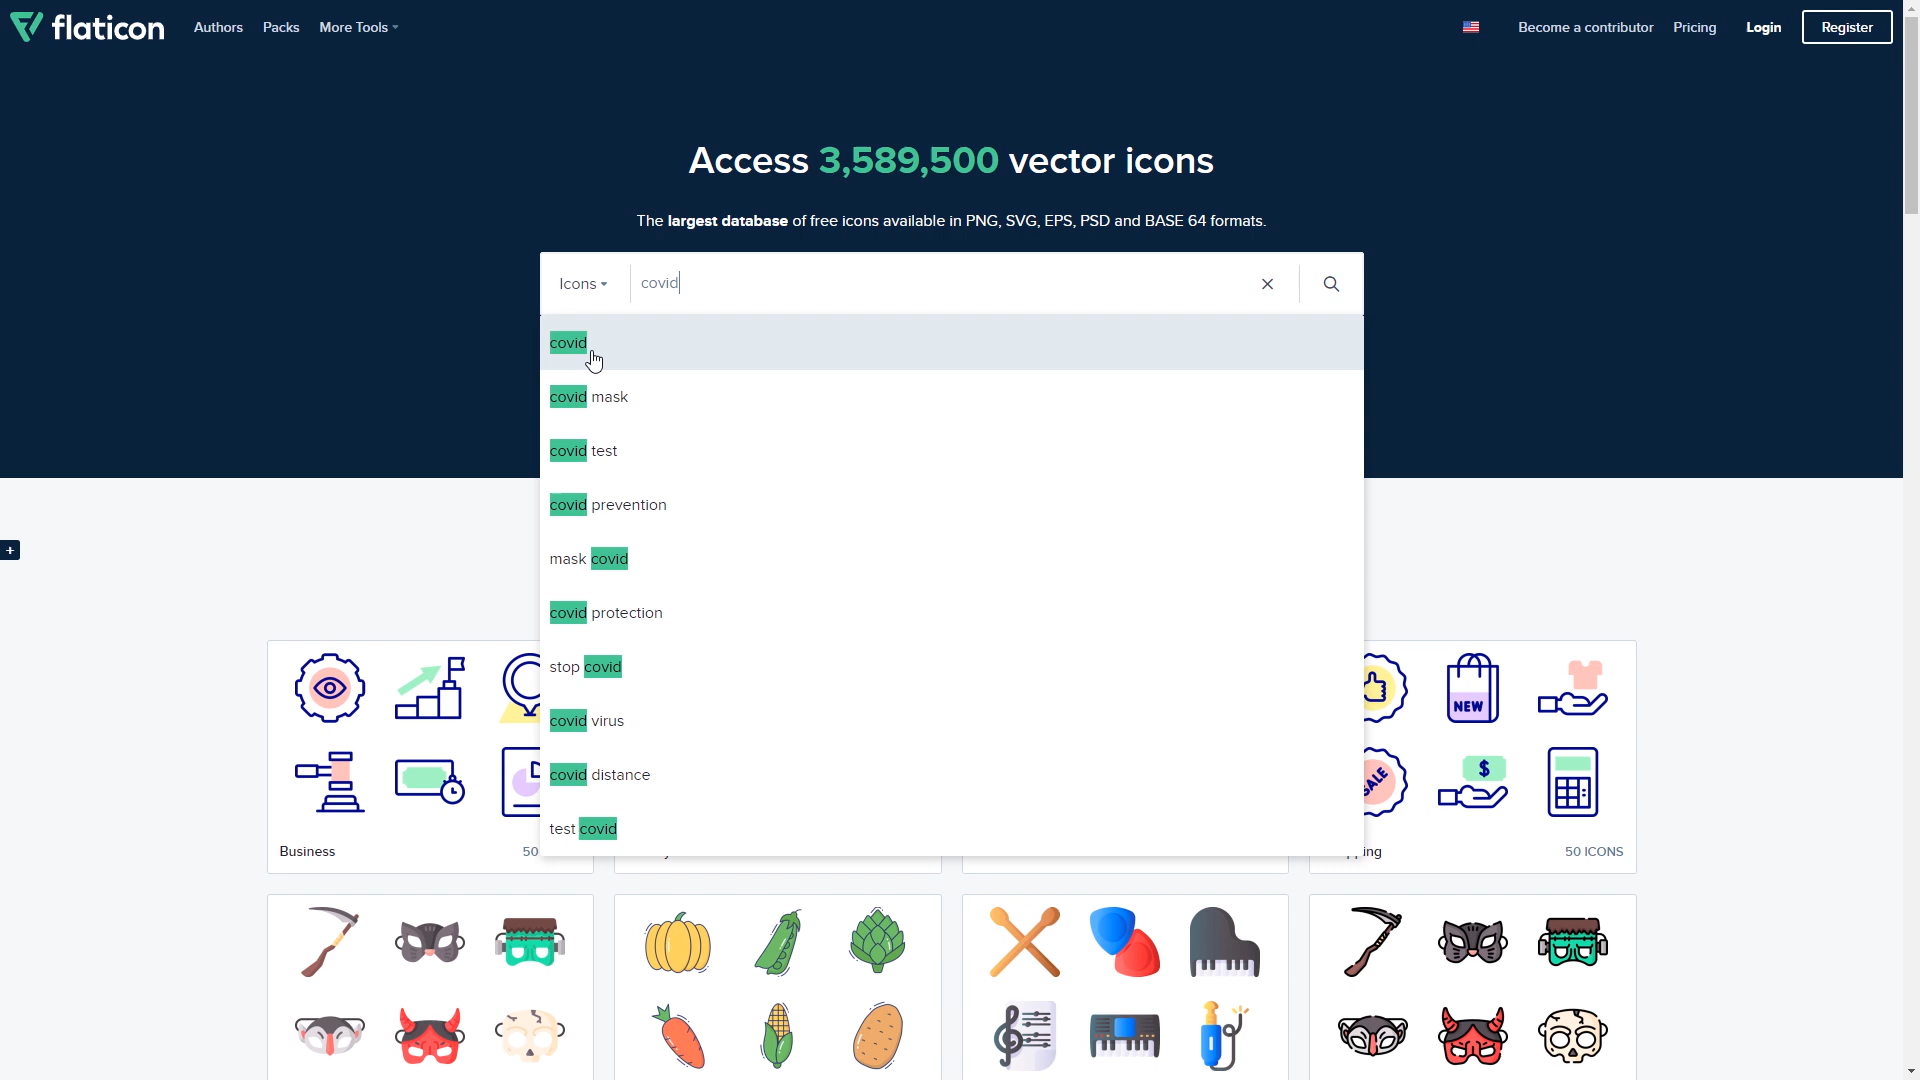 flaticon Authors Packs More Tools Become a contributor Pricing Login Register
Access 3,589,500 vector icons
The largest database of free icons available in PNG, SVG, EPS, PSD and BASE 64 formats.
Icons covid
covid
covid mask
covid test
covid prevention
mask covid
covid protection
stop covid
covid virus
covid distance
test covid
NEW
$
SALE
Business 50
50 ICONS